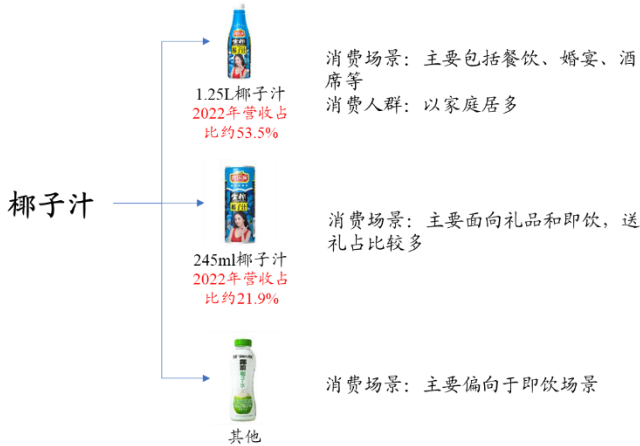 椰子汁
1.25L椰子汁
2022年营收占
比约53.5%
消费场景：主要包括餐饮、婚宴、酒
席等
消费人群：以家庭居多
245ml椰子汁
2022年营收占
比约21.9%
消费场景：主要面向礼品和即饮，送
礼占比较多
其他
消费场景：主要偏向于即饮场景